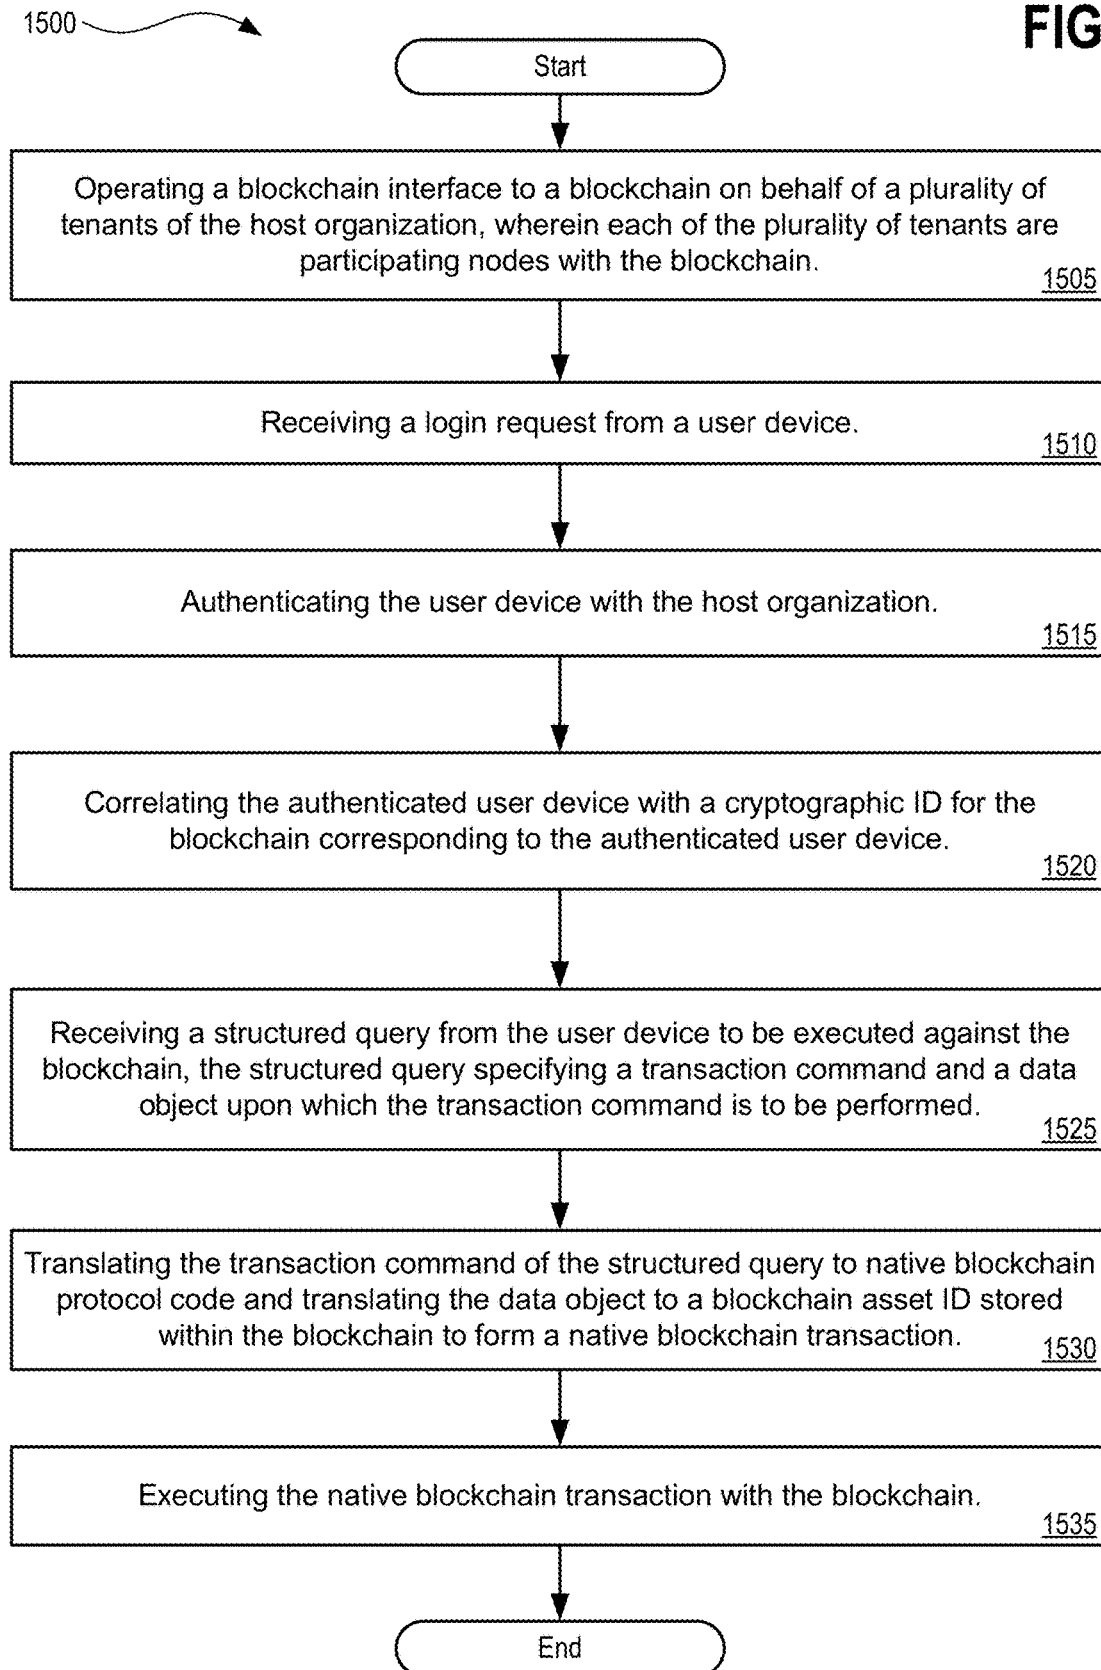 1500
FIG
Start
Operating a blockchain interface to a blockchain on behalf of a plurality of
tenants of the host organization, wherein each of the plurality of tenants are
participating nodes with the blockchain.
1505
Receiving a login request from a user device.
1510
Authenticating the user device with the host organization.
1515
Correlating the authenticated user device with a cryptographic ID for the
blockchain corresponding to the authenticated user device.
1520
Receiving a structured query from the user device to be executed against the
blockchain, the structured query specifying a transaction command and a data
object upon which the transaction command is to be performed.
1525
Translating the transaction command of the structured query to native blockchain
protocol code and translating the data object to a blockchain asset ID stored
within the blockchain to form a native blockchain transaction.
1530
Executing the native blockchain transaction with the blockchain.
1535
End